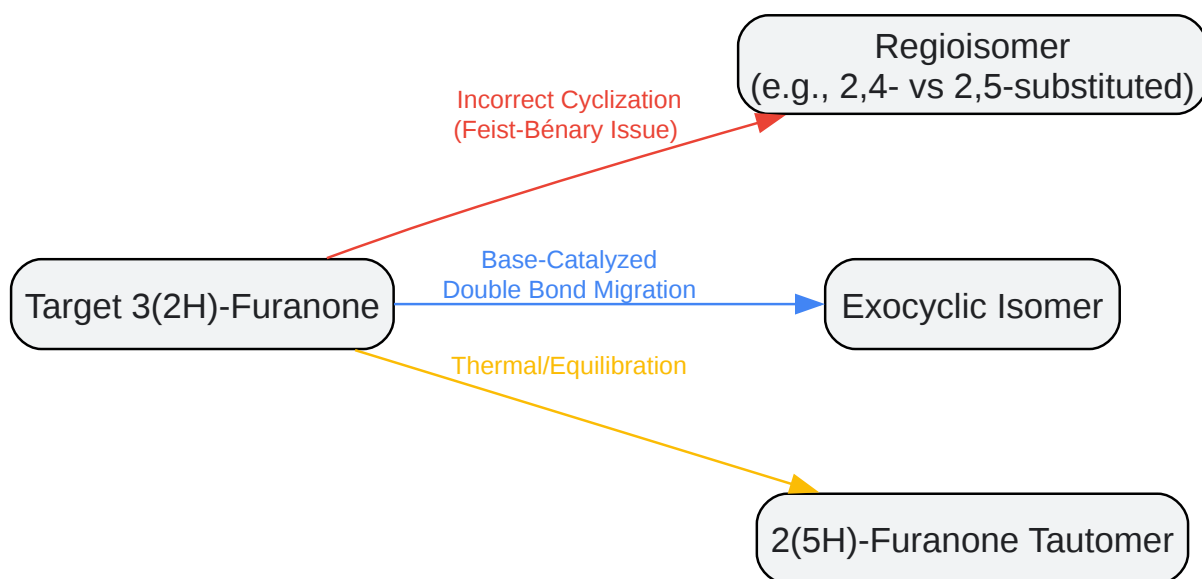 Regioisomer
(e.g., 2,4- vs 2,5-substituted)
Incorrect Cyclization
(Feist-Bénary Issue)
Base-Catalyzed
Double Bond Migration
Target 3(2H)-Furanone
Exocyclic Isomer
Thermal/Equilibration
2(5H)-Furanone Tautomer